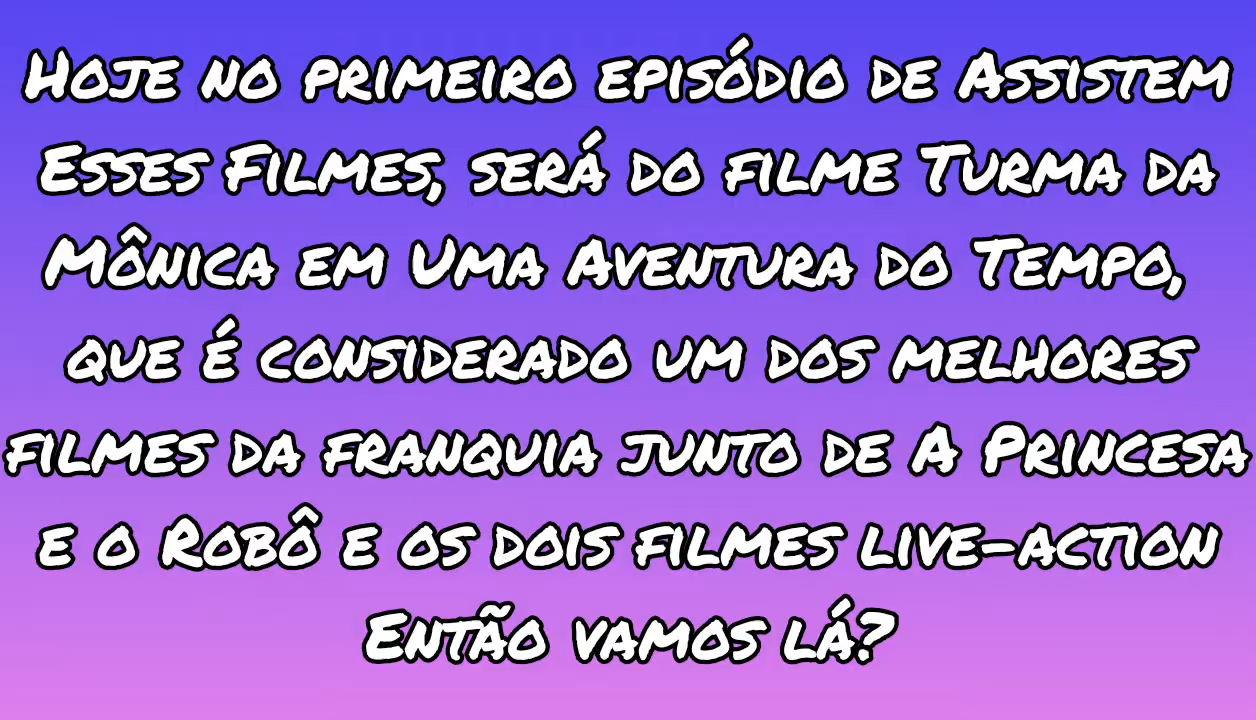 Hoje no primeiro episódio de Assistem
Esses Filmes, será do filme Turma da
Mônica em Uma Aventura do Tempo,
que é considerado um dos melhores
filmes da franquia junto de A Princesa
e o Robô e os dois filmes live-action
Então vamos lá?